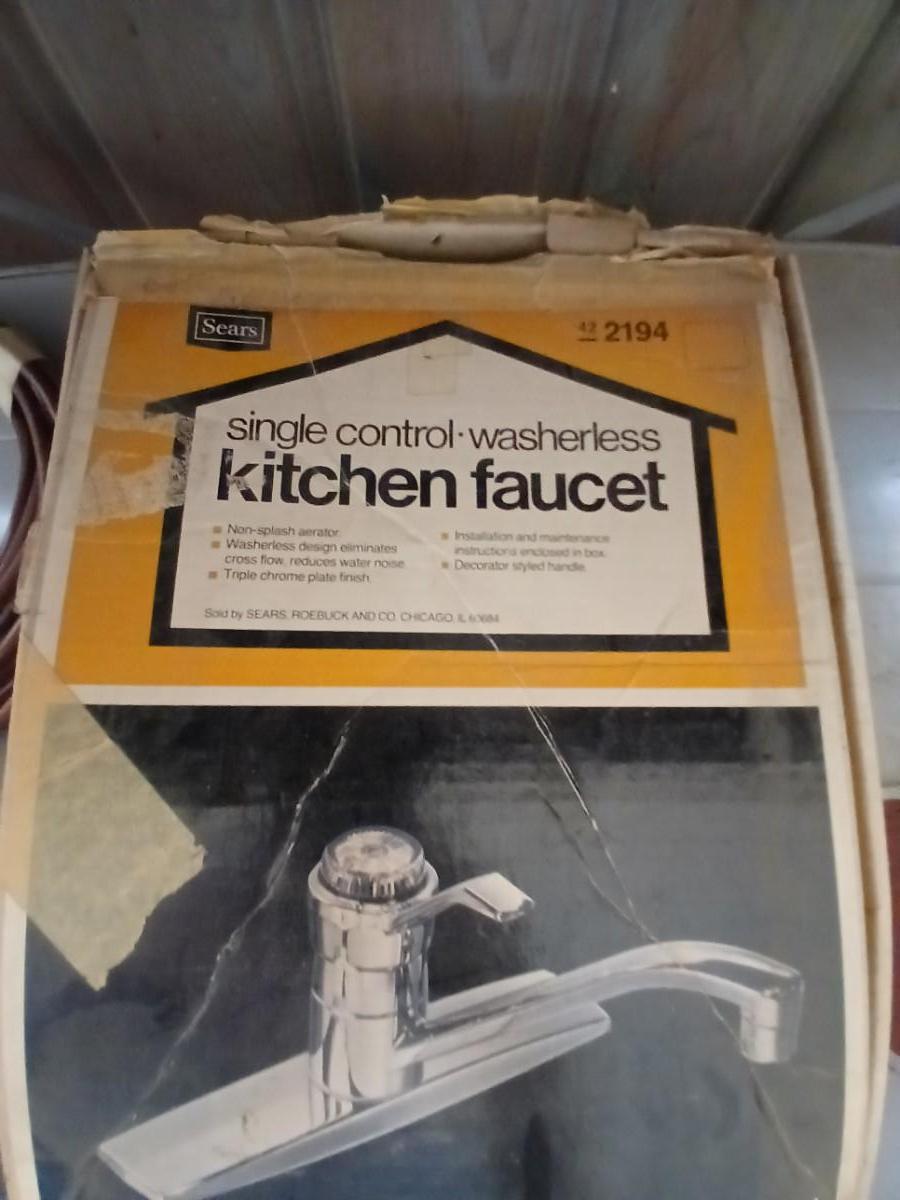 Sears
42 2194
single control · washerless
kitchen faucet
Non-splash aerator.
Washerless design eliminates
cross flow, reduces water noise.
Triple chrome plate finish.
Installation and maintenance
instructions enclosed in box.
Decorator styled handle.
Sold by SEARS, ROEBUCK AND CO. CHICAGO, IL 60684